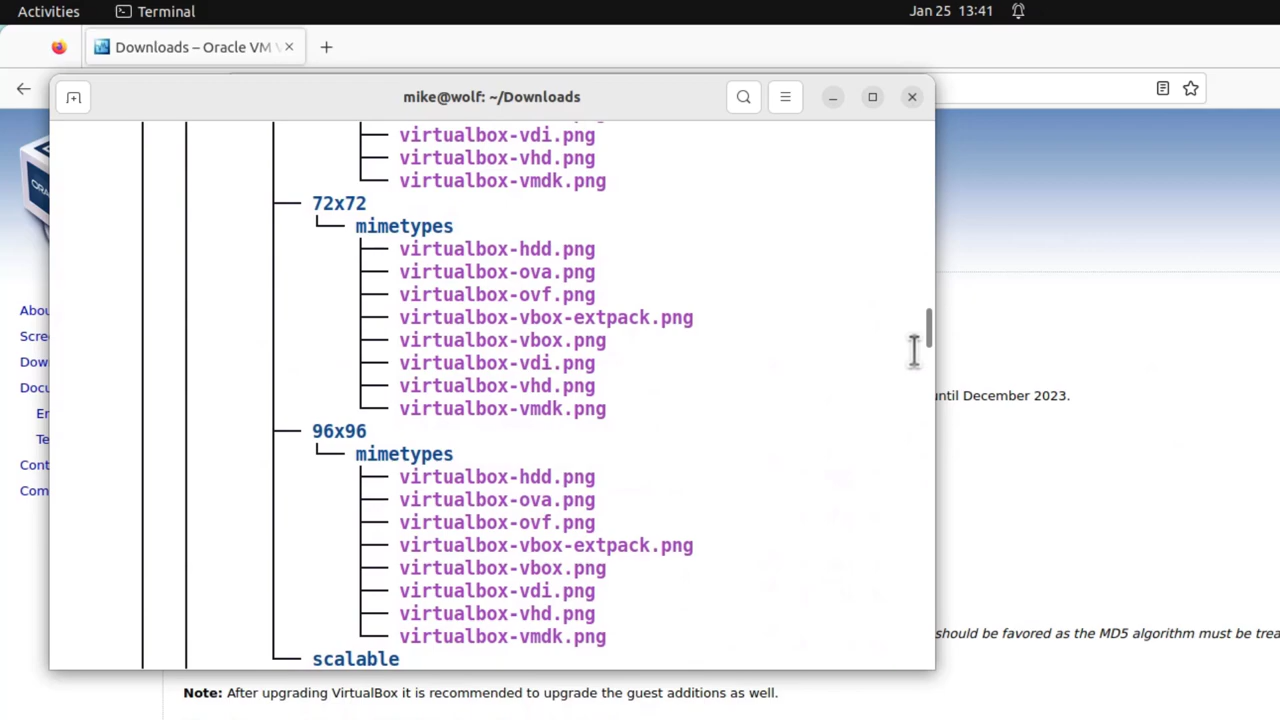 Activities
Terminal
Jan 25 13:41
Downloads – Oracle VM
mike@wolf: ~/Downloads
virtualbox-vdi.png
virtualbox-vhd.png
virtualbox-vmdk.png
72x72
mimetypes
virtualbox-hdd.png
virtualbox-ova.png
virtualbox-ovf.png
virtualbox-vbox-extpack.png
virtualbox-vbox.png
virtualbox-vdi.png
virtualbox-vhd.png
virtualbox-vmdk.png
96x96
mimetypes
virtualbox-hdd.png
virtualbox-ova.png
virtualbox-ovf.png
virtualbox-vbox-extpack.png
virtualbox-vbox.png
virtualbox-vdi.png
virtualbox-vhd.png
virtualbox-vmdk.png
scalable
Abou
Scre
Dow
Docu
En
Te
Cont
Com
until December 2023.
should be favored as the MD5 algorithm must be trea
Note: After upgrading VirtualBox it is recommended to upgrade the guest additions as well.